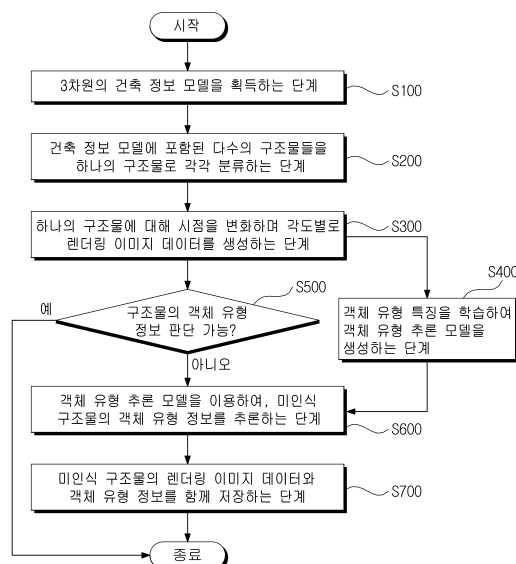 시작
3차원의 건축 정보 모델을 획득하는 단계
S100
건축 정보 모델에 포함된 다수의 구조물들을
하나의 구조물로 각각 분류하는 단계
S200
하나의 구조물에 대해 시점을 변화하며 각도별로
렌더링 이미지 데이터를 생성하는 단계
S300
S400
객체 유형 특징을 학습하여
객체 유형 추론 모델을
생성하는 단계
S500
구조물의 객체 유형
정보 판단 가능?
예
아니오
객체 유형 추론 모델을 이용하여, 미인식
구조물의 객체 유형 정보를 추론하는 단계
S600
미인식 구조물의 렌더링 이미지 데이터와
객체 유형 정보를 함께 저장하는 단계
S700
종료